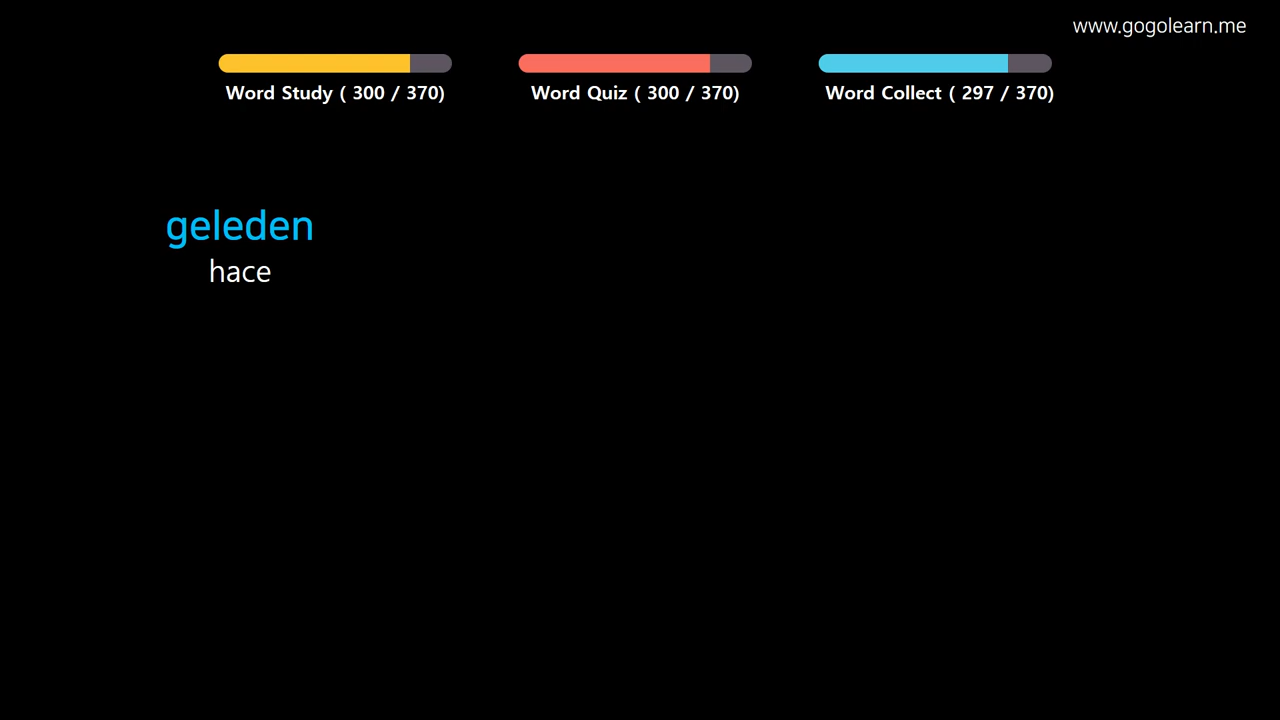 www.gogolearn.me
Word Study ( 300 / 370)
Word Quiz ( 300 / 370)
Word Collect ( 297 / 370)
geleden
hace